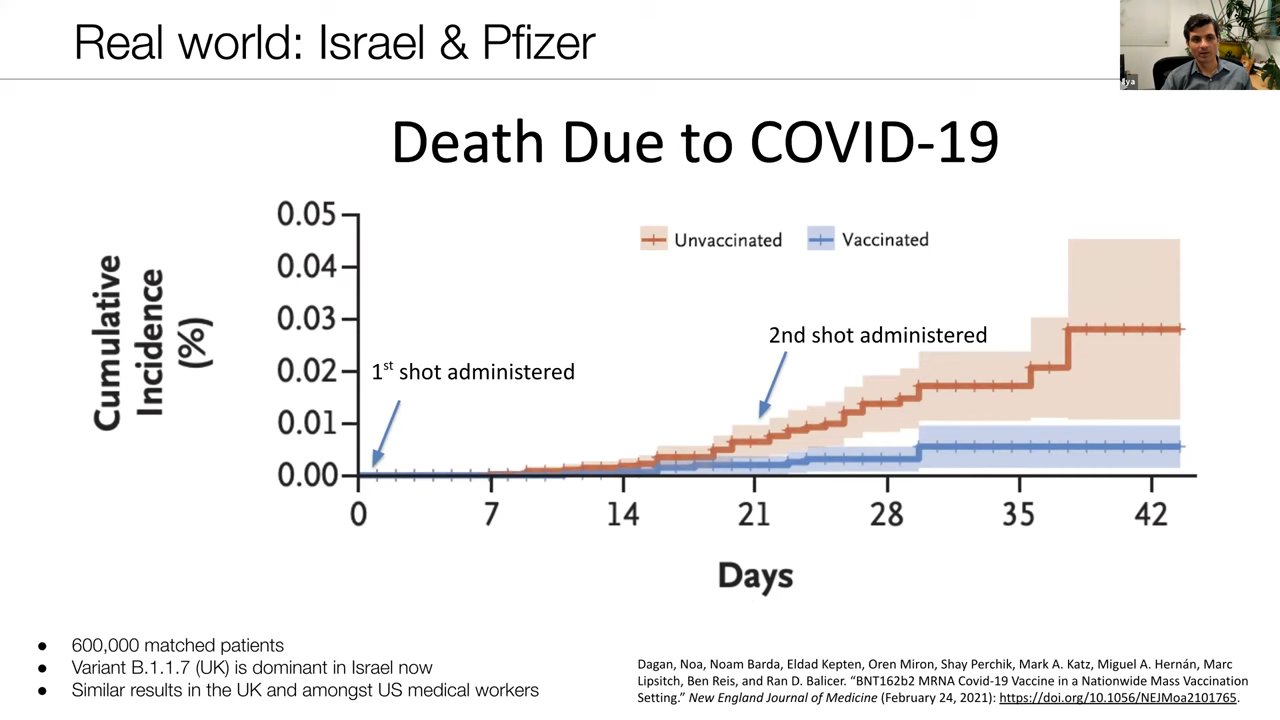 Real world: Israel & Pfizer
Ilya
Death Due to COVID-19
Cumulative
Incidence
(%)
0.05
0.04
0.03
0.02
0.01
0.00
Unvaccinated
Vaccinated
1st shot administered
2nd shot administered
0 7 14 21 28 35 42
Days
● 600,000 matched patients
● Variant B.1.1.7 (UK) is dominant in Israel now
● Similar results in the UK and amongst US medical workers
Dagan, Noa, Noam Barda, Eldad Kepten, Oren Miron, Shay Perchik, Mark A. Katz, Miguel A. Hernán, Marc
Lipsitch, Ben Reis, and Ran D. Balicer. “BNT162b2 MRNA Covid-19 Vaccine in a Nationwide Mass Vaccination
Setting.” New England Journal of Medicine (February 24, 2021): https://doi.org/10.1056/NEJMoa2101765.